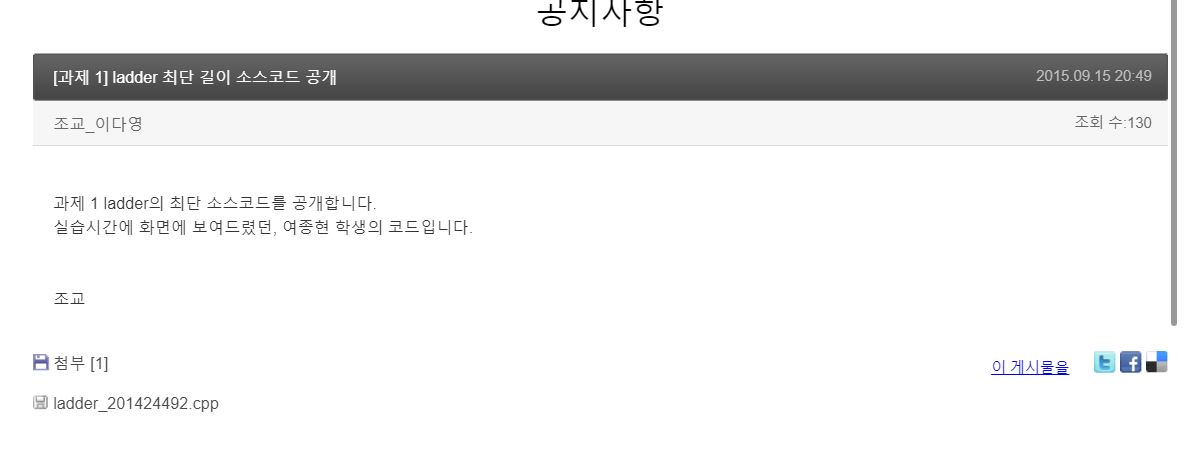 공지사항
[과제 1] ladder 최단 길이 소스코드 공개
2015.09.15 20:49
조교_이다영
조회 수:130
과제 1 ladder의 최단 소스코드를 공개합니다.
실습시간에 화면에 보여드렸던, 여종현 학생의 코드입니다.
조교
첨부 [1]
이 게시물을
ladder_201424492.cpp